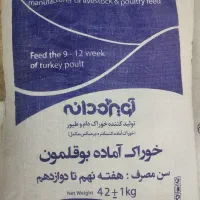 manufacturer of livestock & poultry feed
Feed the 9 - 12 week
of turkey poult
تولید کننده خوراک دام و طیور
خوراک آماده بوقلمون
سن مصرف : هفته نهم تا دوازدهم
Net Weight 42±1kg